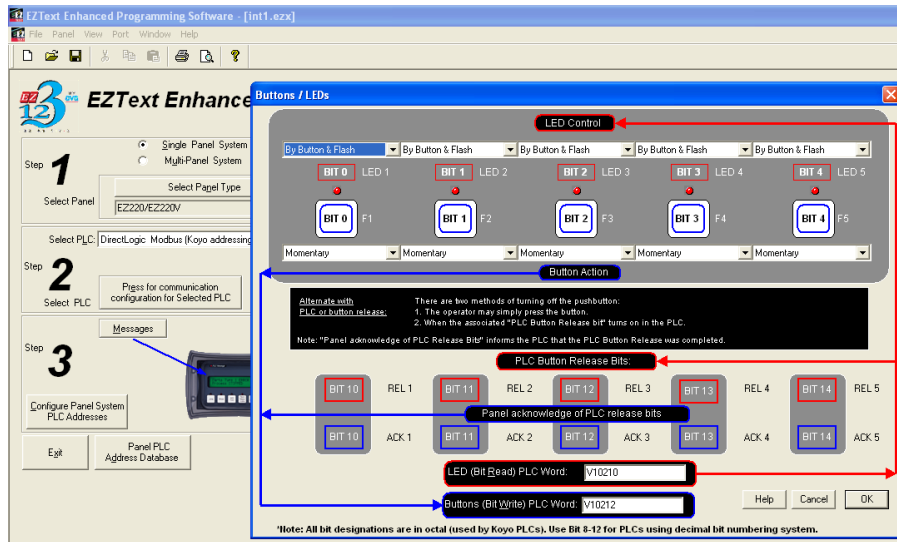 EZText Enhanced Programming Software - [int1.ezx]
File Panel View Port Window Help
EZText Enhance
Step 1
Select Panel
Single Panel System
Multi-Panel System
Select Panel Type
EZ220/EZ220V
Select PLC: DirectLogic Modbus (Koyo addressing
Step 2
Select PLC
Press for communication
configuration for Selected PLC
Messages
Step 3
Configure Panel System
PLC Addresses
Exit
Panel PLC
Address Database
Buttons / LEDs
LED Control
By Button & Flash By Button & Flash By Button & Flash By Button & Flash By Button & Flash
BIT 0 LED 1 BIT 1 LED 2 BIT 2 LED 3 BIT 3 LED 4 BIT 4 LED 5
BIT 0 F1 BIT 1 F2 BIT 2 F3 BIT 3 F4 BIT 4 F5
Momentary Momentary Momentary Momentary Momentary
Button Action
Alternate with
PLC or button release:
There are two methods of turning off the pushbutton:
1. The operator may simply press the button.
2. When the associated "PLC Button Release bit" turns on in the PLC.
Note: "Panel acknowledge of PLC Release Bits" informs the PLC that the PLC Button Release was completed.
PLC Button Release Bits:
BIT 10 REL 1 BIT 11 REL 2 BIT 12 REL 3 BIT 13 REL 4 BIT 14 REL 5
Panel acknowledge of PLC release bits
BIT 10 ACK 1 BIT 11 ACK 2 BIT 12 ACK 3 BIT 13 ACK 4 BIT 14 ACK 5
LED (Bit Read) PLC Word: V10210
Buttons (Bit Write) PLC Word: V10212
Help Cancel OK
*Note: All bit designations are in octal (used by Koyo PLCs). Use Bit 8-12 for PLCs using decimal bit numbering system.